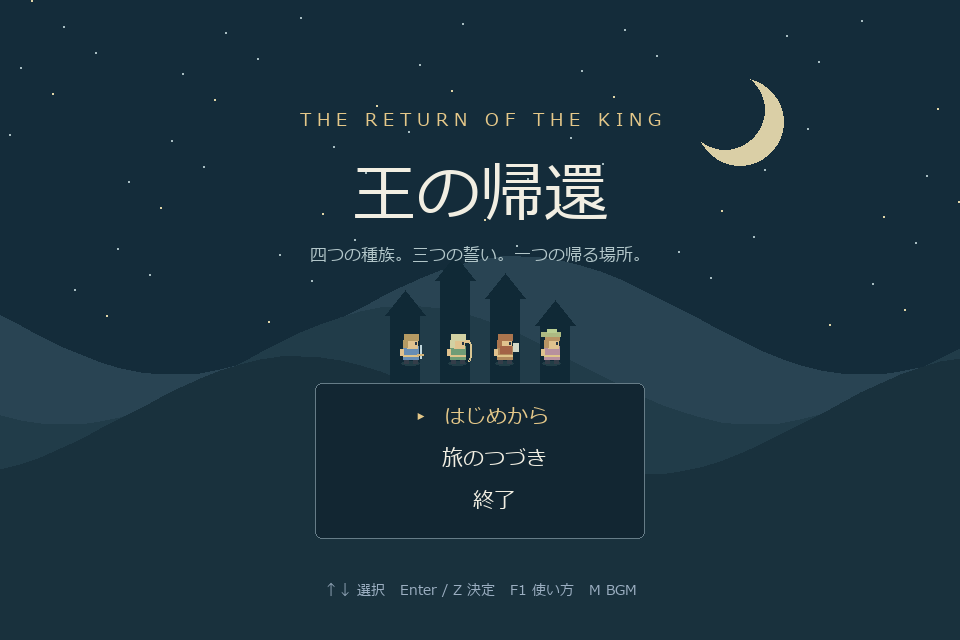 THE RETURN OF THE KING
王の帰還
四つの種族。三つの誓い。一つの帰る場所。
▸ はじめから
旅のつづき
終了
↑↓ 選択 Enter / Z 決定 F1 使い方 M BGM